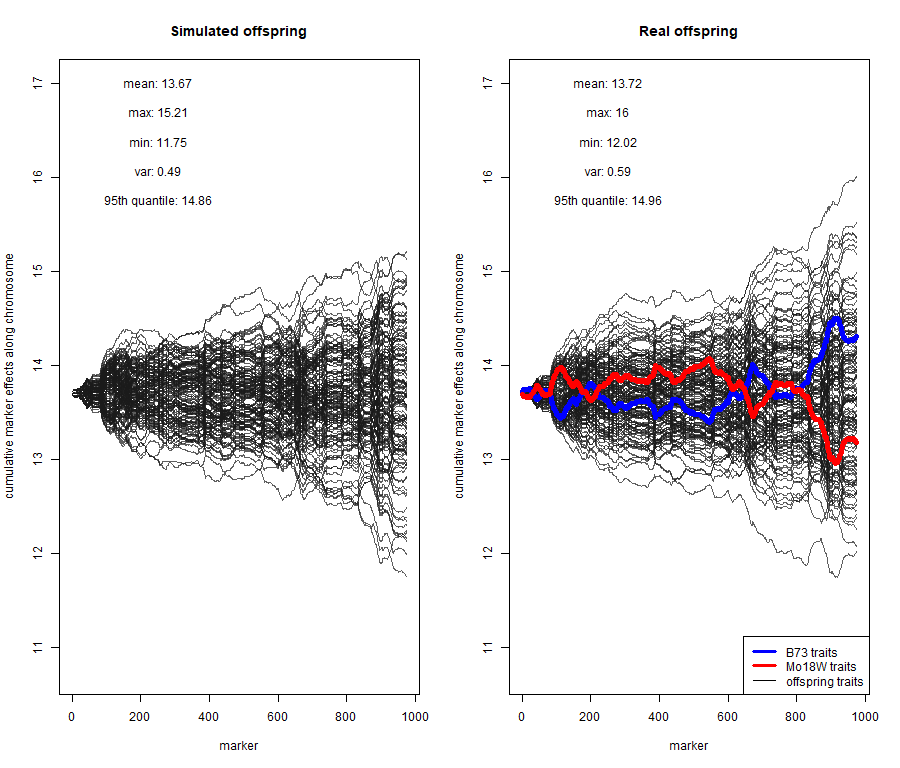 Simulated offspring
cumulative marker effects along chromosome
17
16
15
14
13
12
11
mean: 13.67
max: 15.21
min: 11.75
var: 0.49
95th quantile: 14.86
0 200 400 600 800 1000
marker
Real offspring
cumulative marker effects along chromosome
17
16
15
14
13
12
11
mean: 13.72
max: 16
min: 12.02
var: 0.59
95th quantile: 14.96
B73 traits
Mo18W traits
offspring traits
0 200 400 600 800 1000
marker